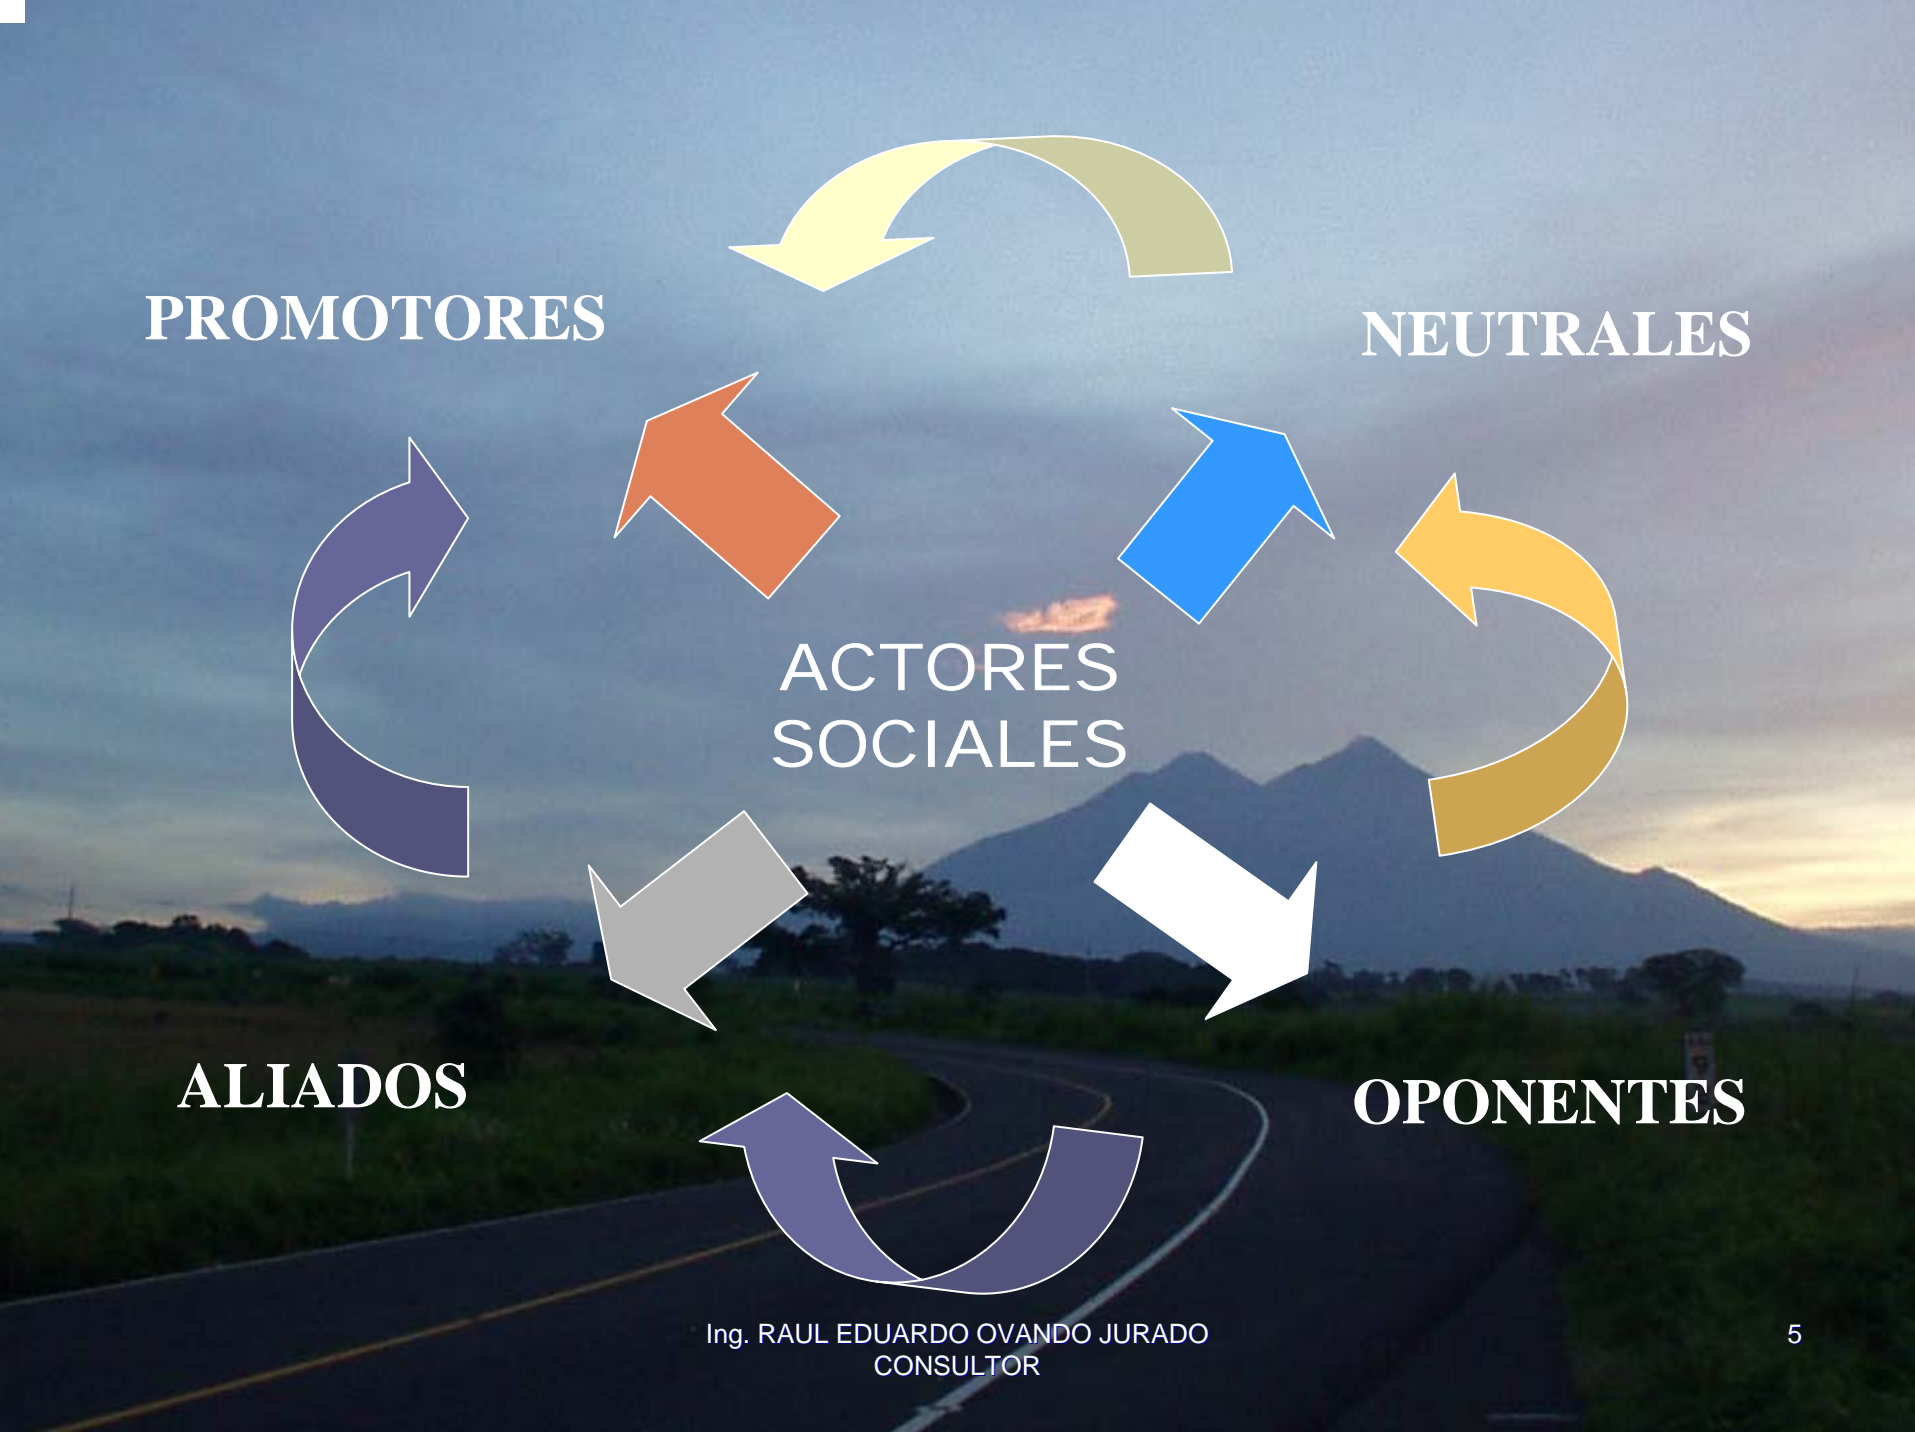 PROMOTORES
NEUTRALES
ACTORES
SOCIALES
ALIADOS
OPONENTES
Ing. RAUL EDUARDO OVANDO JURADO
CONSULTOR
5